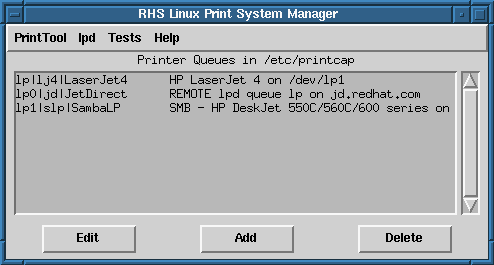 RHS Linux Print System Manager
PrintTool lpd Tests Help
Printer Queues in /etc/printcap
lp|lj4|LaserJet4 HP LaserJet 4 on /dev/lp1
lp0|jd|JetDirect REMOTE lpd queue lp on jd.redhat.com
lp1|slp|SambaLP SMB - HP DeskJet 550C/560C/600 series on
Edit Add Delete